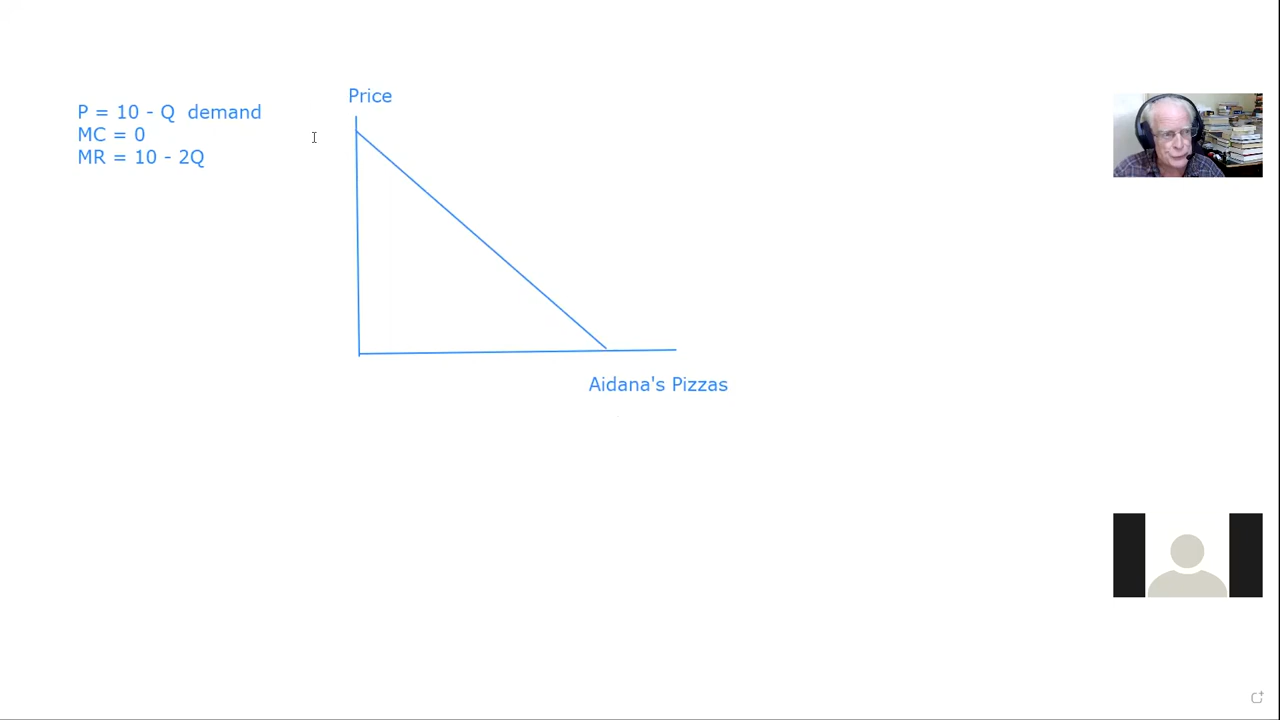 P = 10 - Q  demand
MC = 0
MR = 10 - 2Q
Price
Aidana's Pizzas